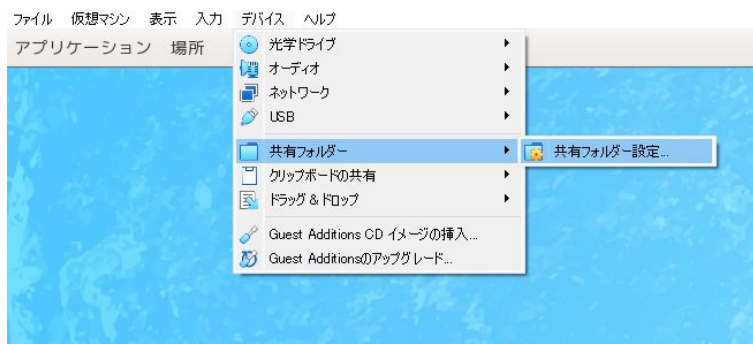 ファイル 仮想マシン 表示 入力 デバイス ヘルプ
アプリケーション 場所
光学ドライブ
オーディオ
ネットワーク
USB
共有フォルダー
共有フォルダー設定...
クリップボードの共有
ドラッグ & ドロップ
Guest Additions CD イメージの挿入...
Guest Additionsのアップグレード...